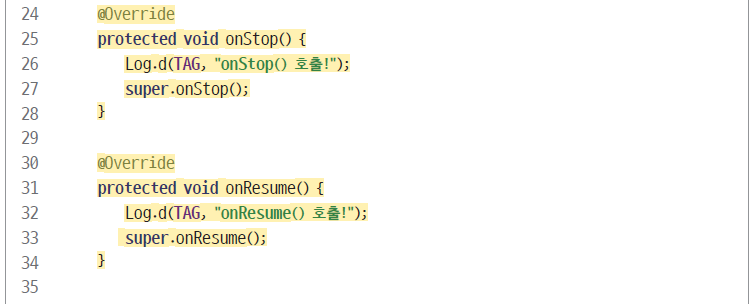 24 @Override
25 protected void onStop() {
26 Log.d(TAG, "onStop() 호출!");
27 super.onStop();
28 }
29
30 @Override
31 protected void onResume() {
32 Log.d(TAG, "onResume() 호출!");
33 super.onResume();
34 }
35